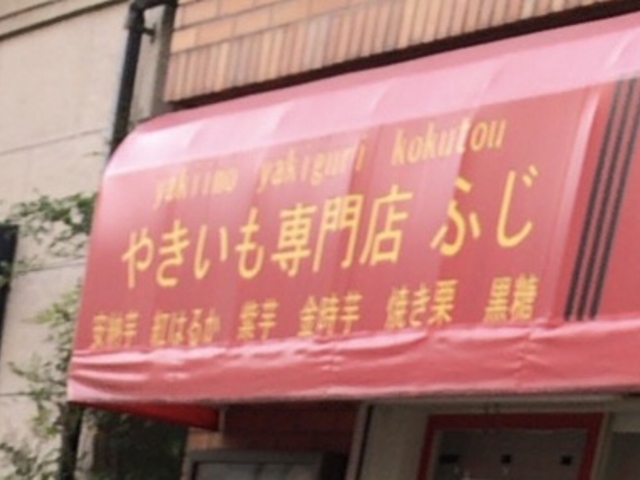 yakiimo yakiguri kokutou
やきいも専門店 ふじ
安納芋 紅はるか 紫芋 金時芋 焼き栗 黒糖